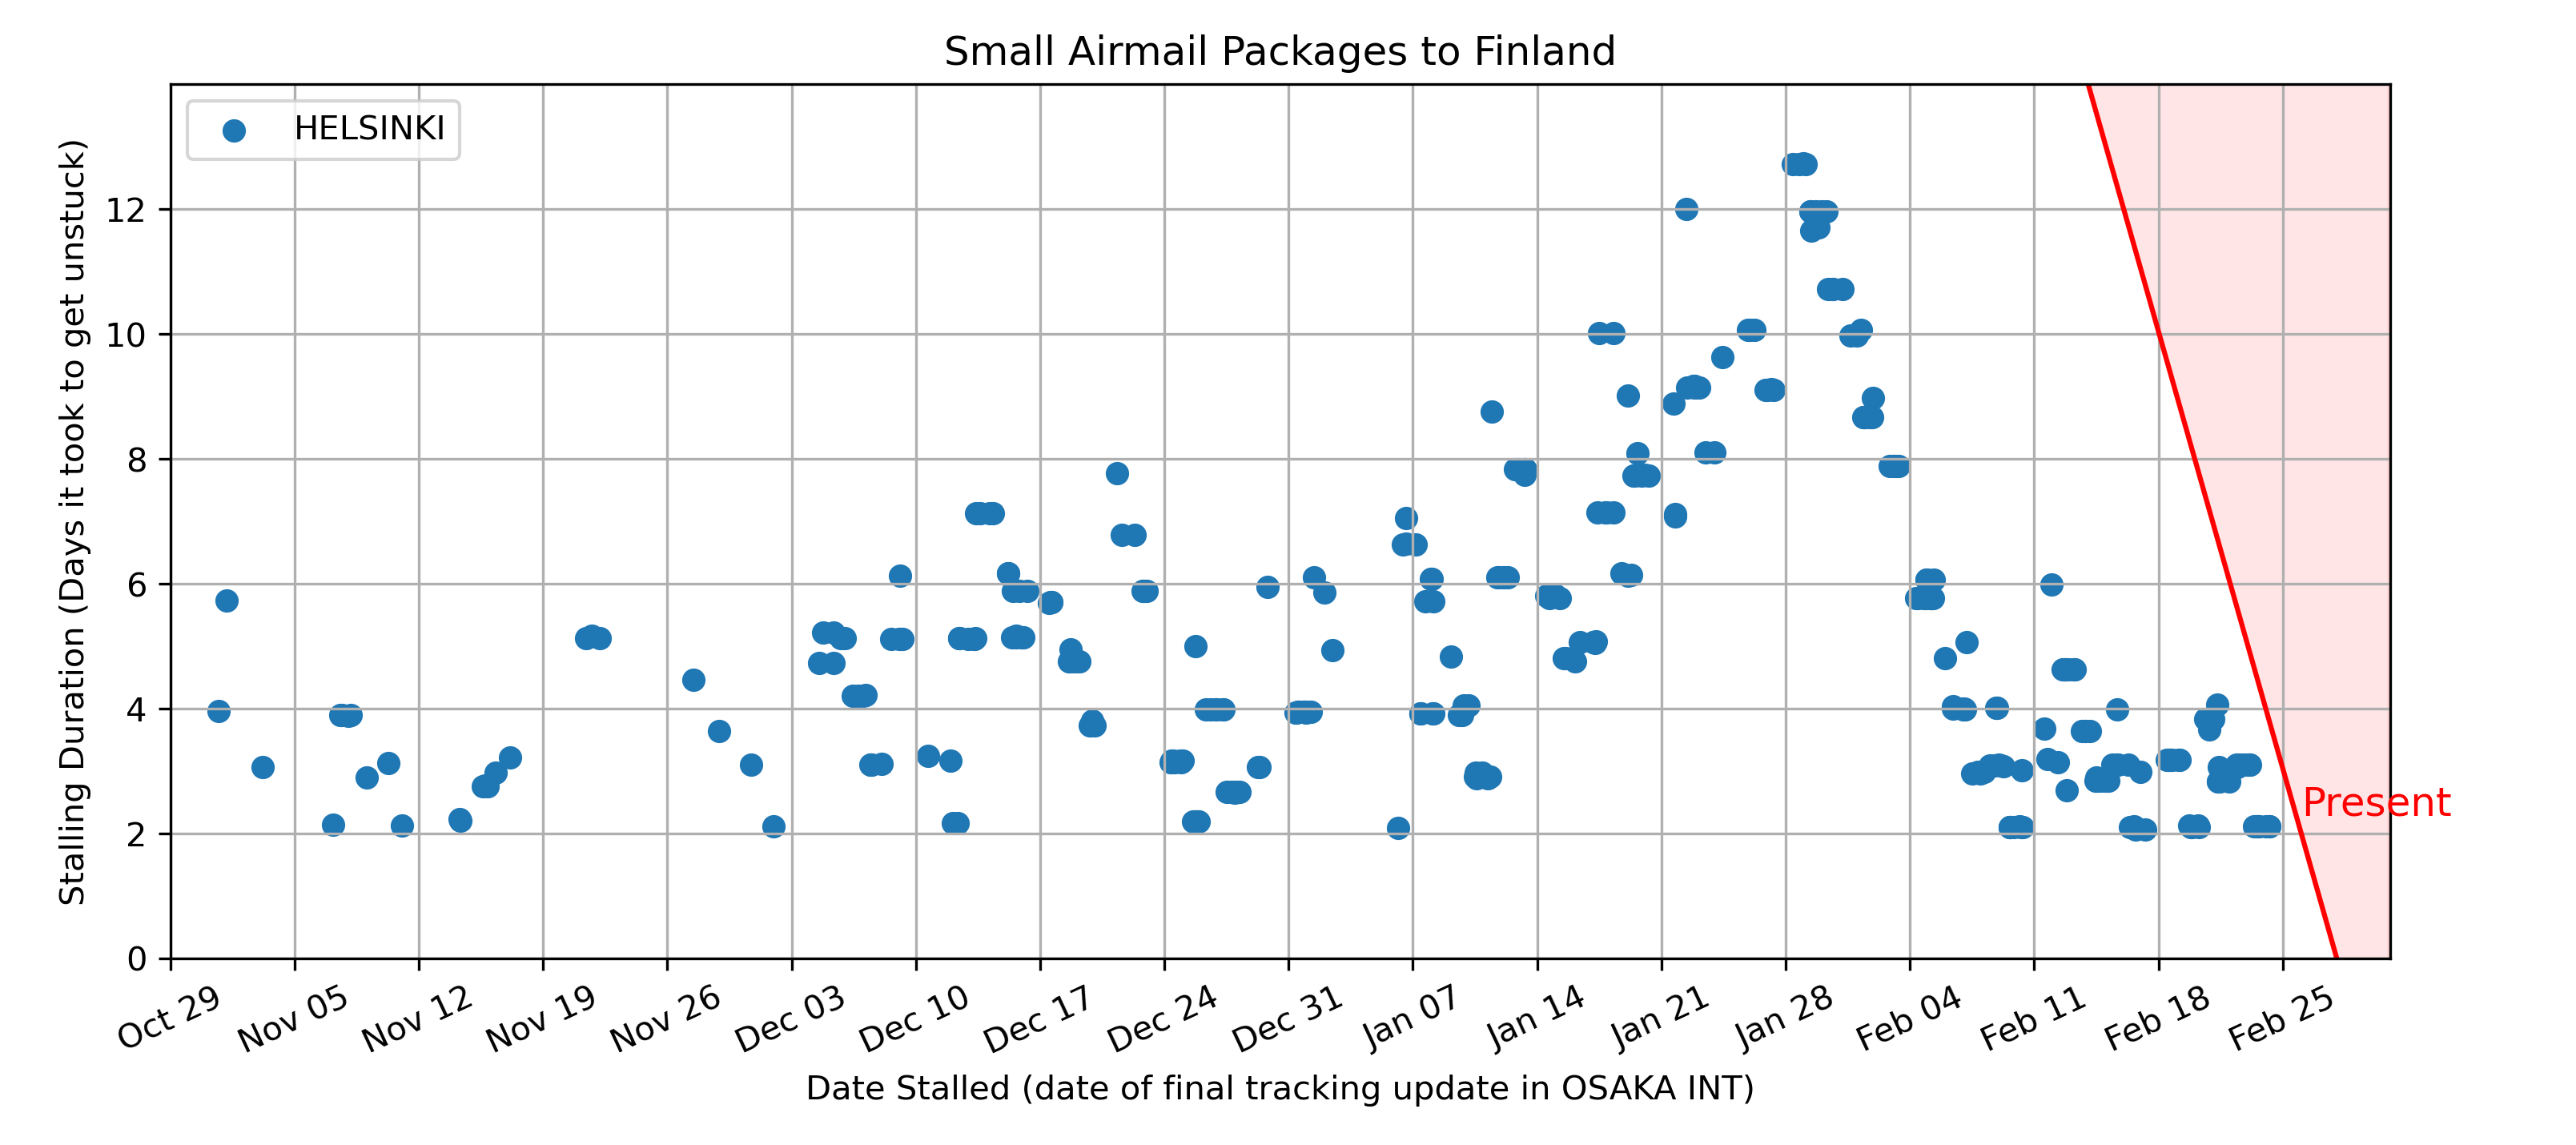 Small Airmail Packages to Finland
HELSINKI
Stalling Duration (Days it took to get unstuck)
12
10
8
6
4
2
0
Present
Oct 29
Nov 05
Nov 12
Nov 19
Nov 26
Dec 03
Dec 10
Dec 17
Dec 24
Dec 31
Jan 07
Jan 14
Jan 21
Jan 28
Feb 04
Feb 11
Feb 18
Feb 25
Date Stalled (date of final tracking update in OSAKA INT)